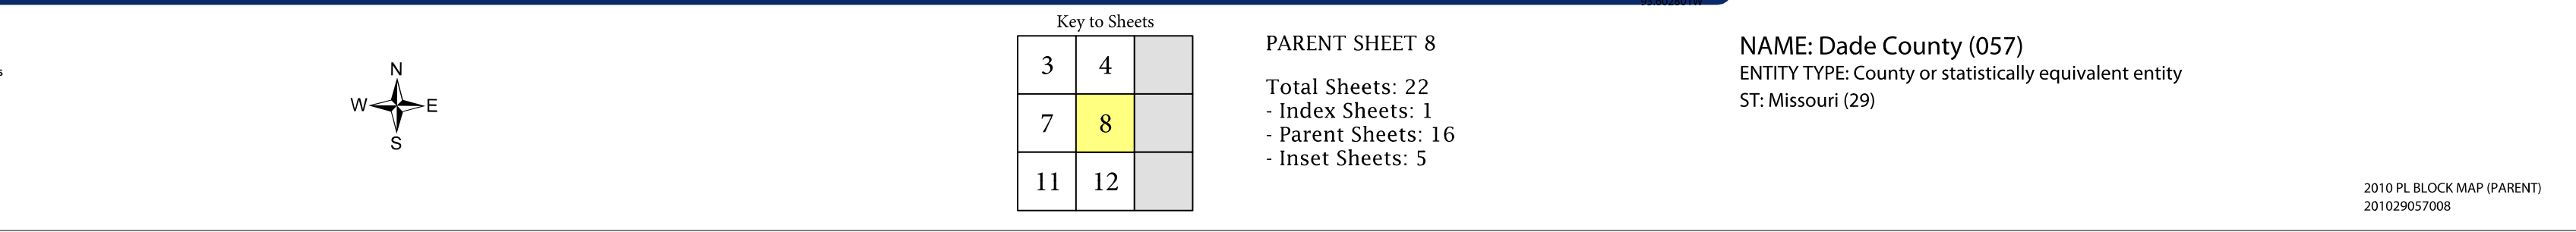 N
W E
S
Key to Sheets
3 4
7 8
11 12
PARENT SHEET 8
Total Sheets: 22
- Index Sheets: 1
- Parent Sheets: 16
- Inset Sheets: 5
NAME: Dade County (057)
ENTITY TYPE: County or statistically equivalent entity
ST: Missouri (29)
2010 PL BLOCK MAP (PARENT)
201029057008